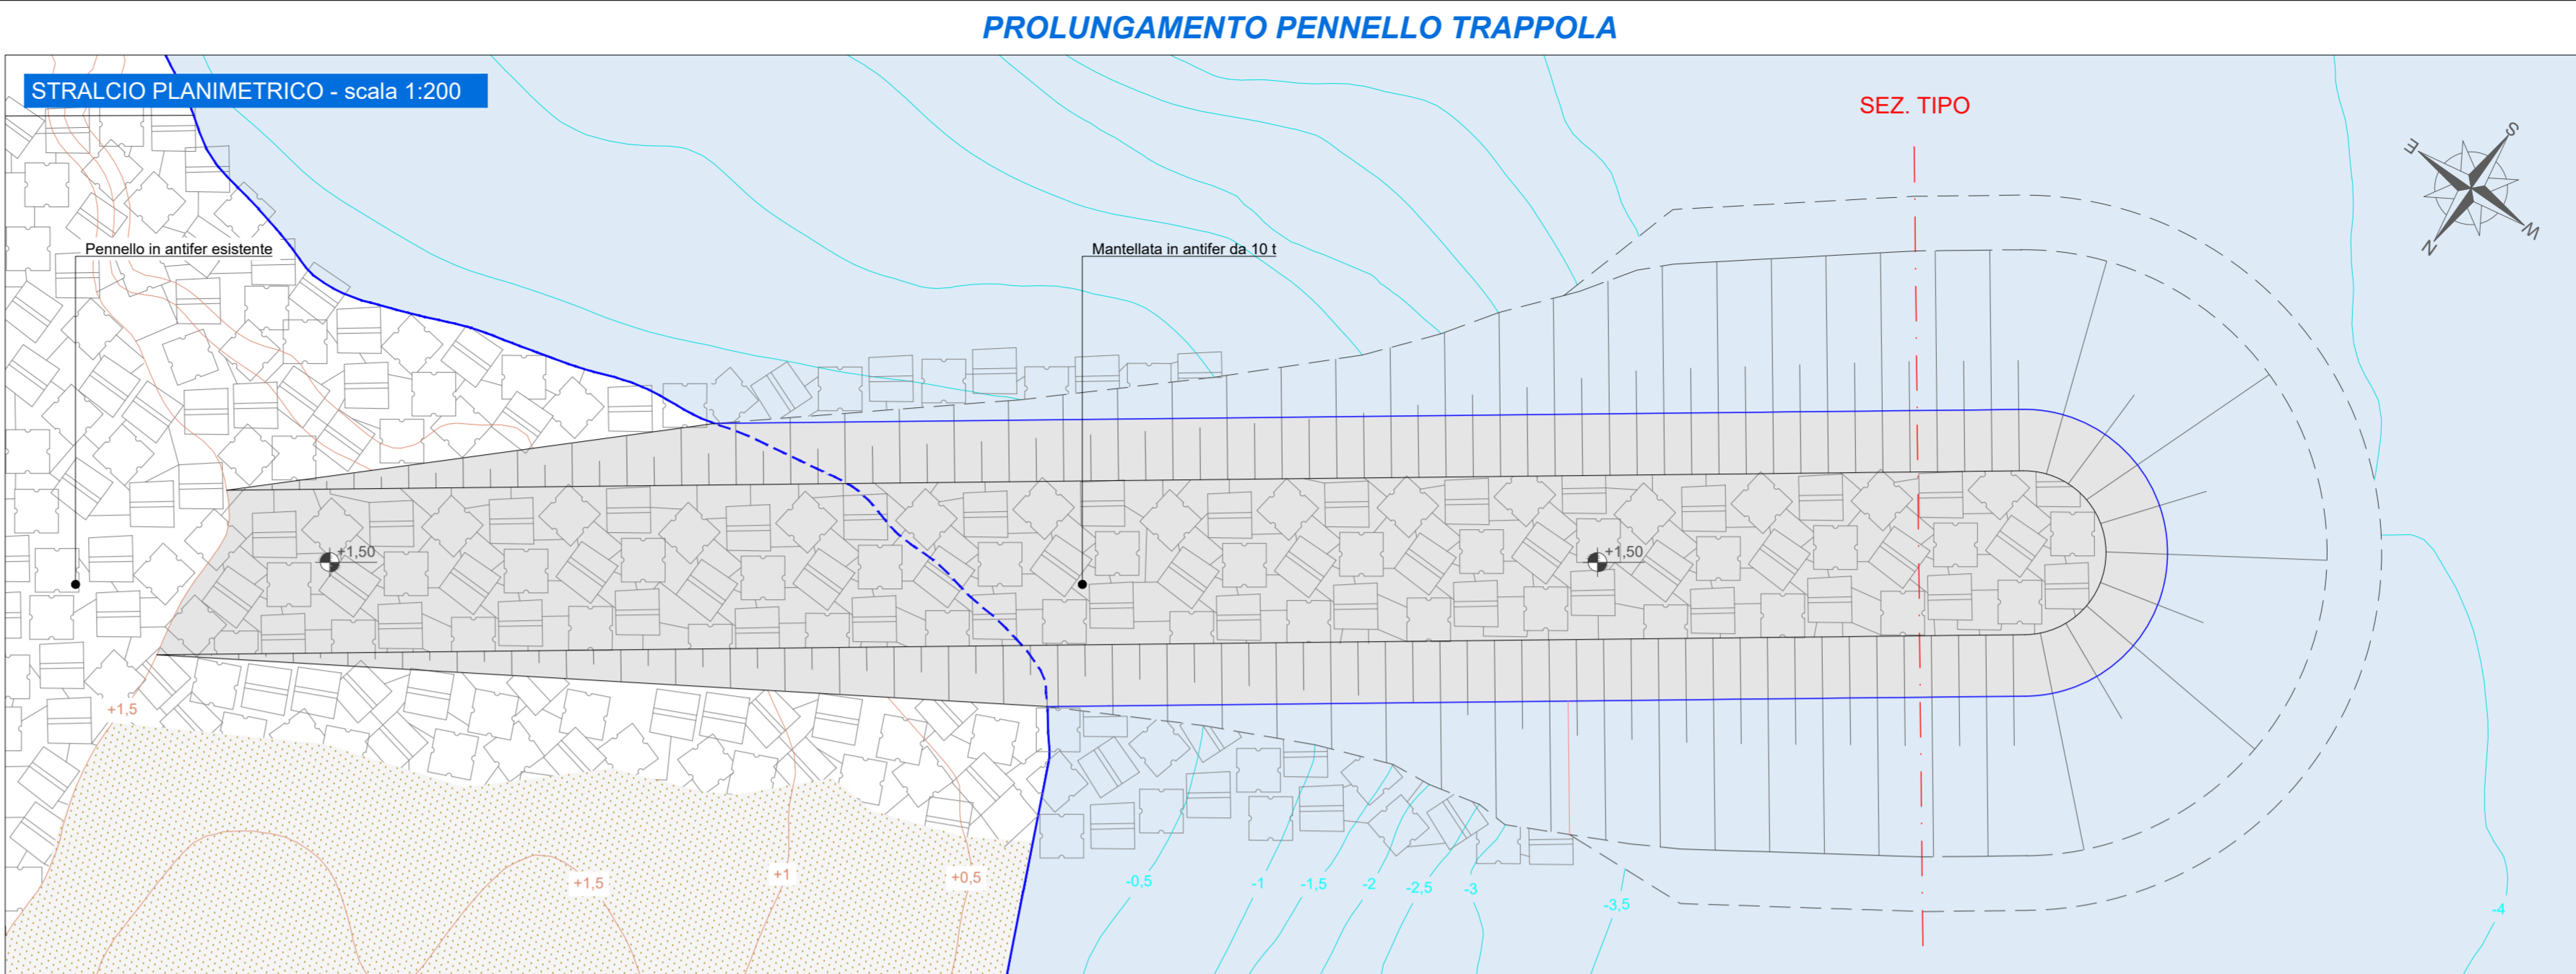 PROLUNGAMENTO PENNELLO TRAPPOLA
STRALCIO PLANIMETRICO - scala 1:200
SEZ. TIPO
S
E
W
N
Pennello in antifer esistente
Mantellata in antifer da 10 t
+1,50
+1,50
+1,5
+1,5
+1
+0,5
-0,5
-1
-1,5
-2
-2,5
-3
-3,5
-4